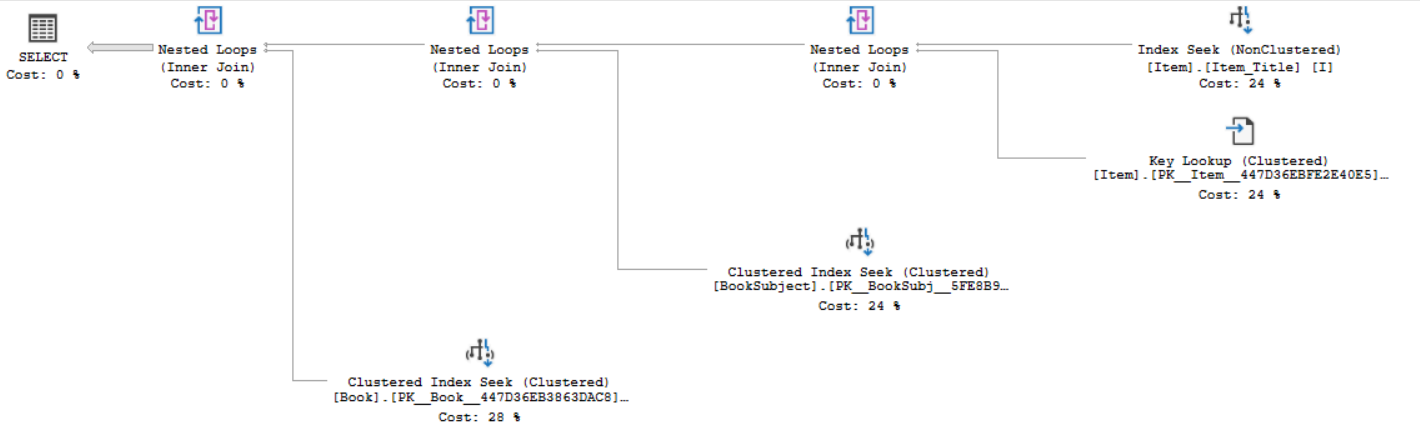 SELECT
Cost: 0 %
Nested Loops
(Inner Join)
Cost: 0 %
Nested Loops
(Inner Join)
Cost: 0 %
Nested Loops
(Inner Join)
Cost: 0 %
Index Seek (NonClustered)
[Item].[Item_Title] [I]
Cost: 24 %
Key Lookup (Clustered)
[Item].[PK__Item__447D36EBFE2E40E5]…
Cost: 24 %
Clustered Index Seek (Clustered)
[BookSubject].[PK__BookSubj__5FE8B9…
Cost: 24 %
Clustered Index Seek (Clustered)
[Book].[PK__Book__447D36EB3863DAC8]…
Cost: 28 %